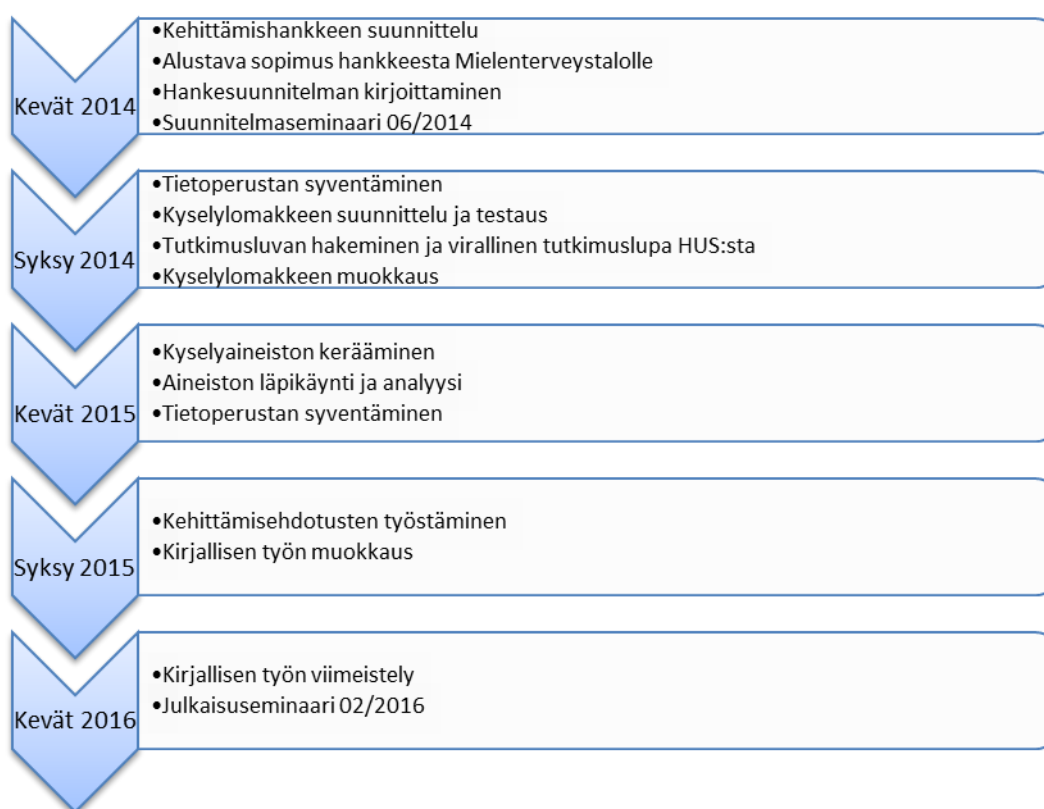 Kevät 2014
•Kehittämishankkeen suunnittelu
•Alustava sopimus hankkeesta Mielenterveystalolle
•Hankesuunnitelman kirjoittaminen
•Suunnitelmaseminaari 06/2014
Syksy 2014
•Tietoperustan syventäminen
•Kyselylomakkeen suunnittelu ja testaus
•Tutkimusluvan hakeminen ja virallinen tutkimuslupa HUS:sta
•Kyselylomakkeen muokkaus
Kevät 2015
•Kyselyaineiston kerääminen
•Aineiston läpikäynti ja analyysi
•Tietoperustan syventäminen
Syksy 2015
•Kehittämisehdotusten työstäminen
•Kirjallisen työn muokkaus
Kevät 2016
•Kirjallisen työn viimeistely
•Julkaisuseminaari 02/2016